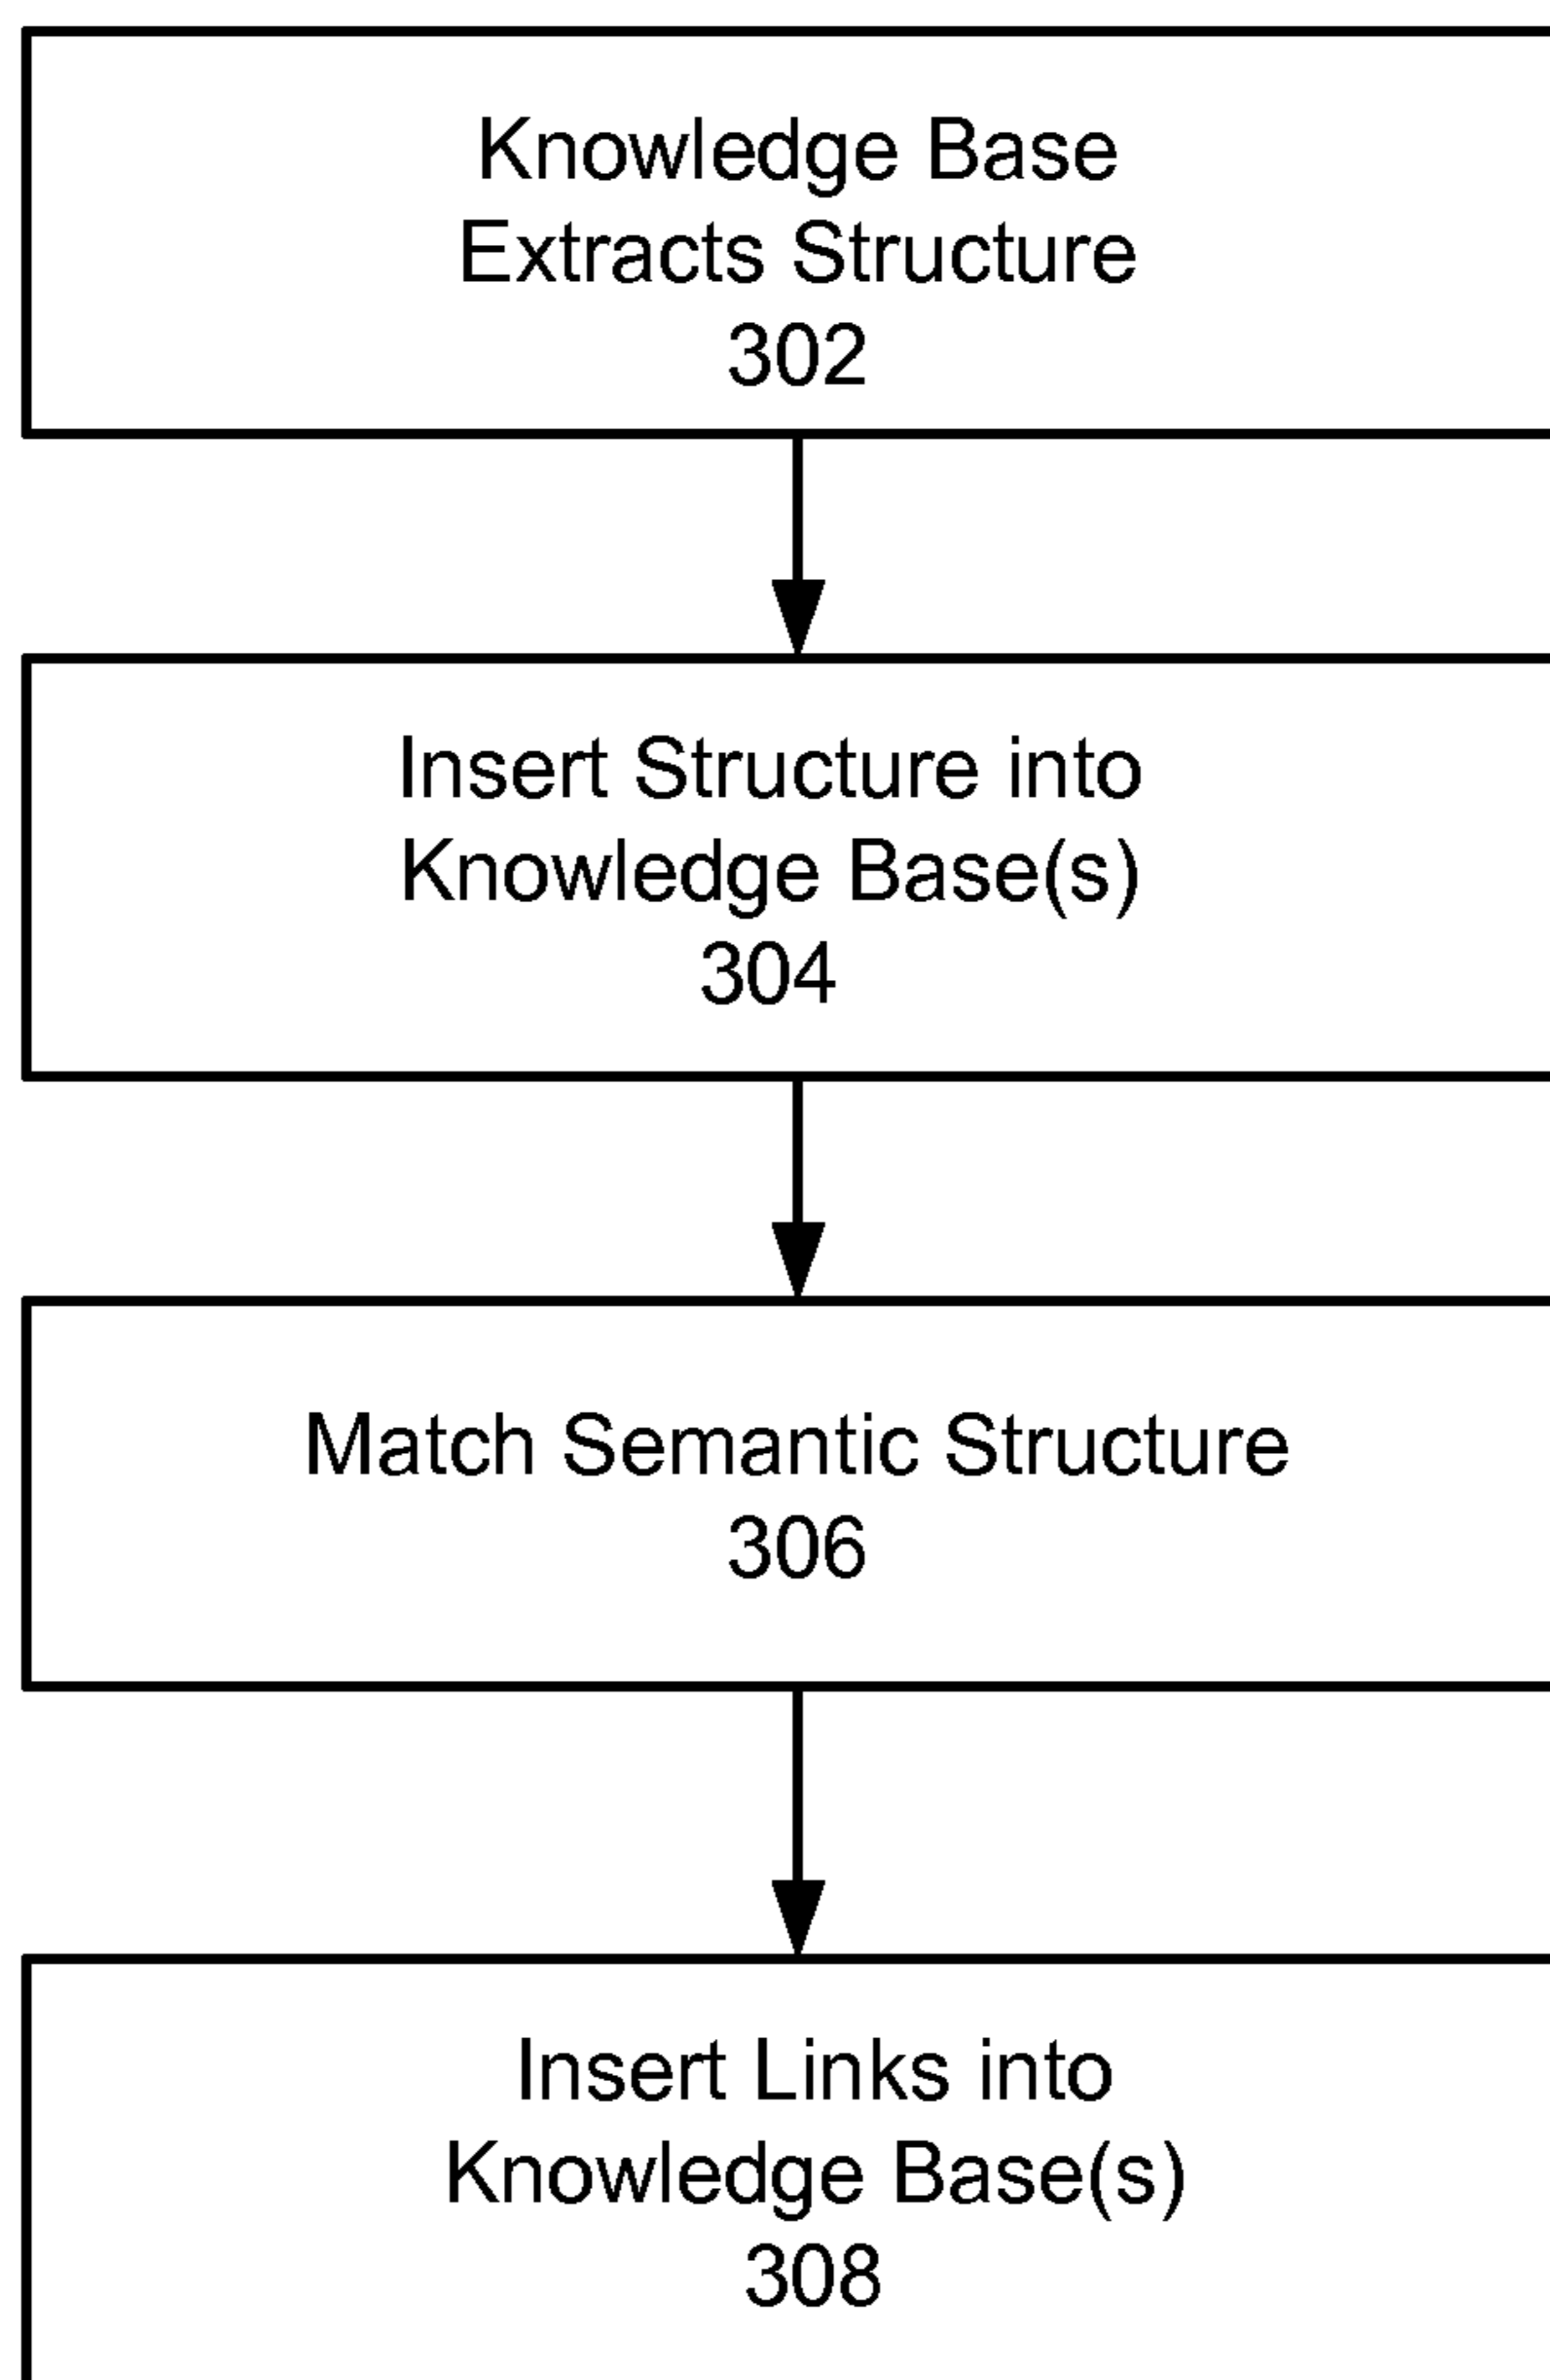 Knowledge Base
Extracts Structure
302
Insert Structure into
Knowledge Base(s)
304
Match Semantic Structure
306
Insert Links into
Knowledge Base(s)
308